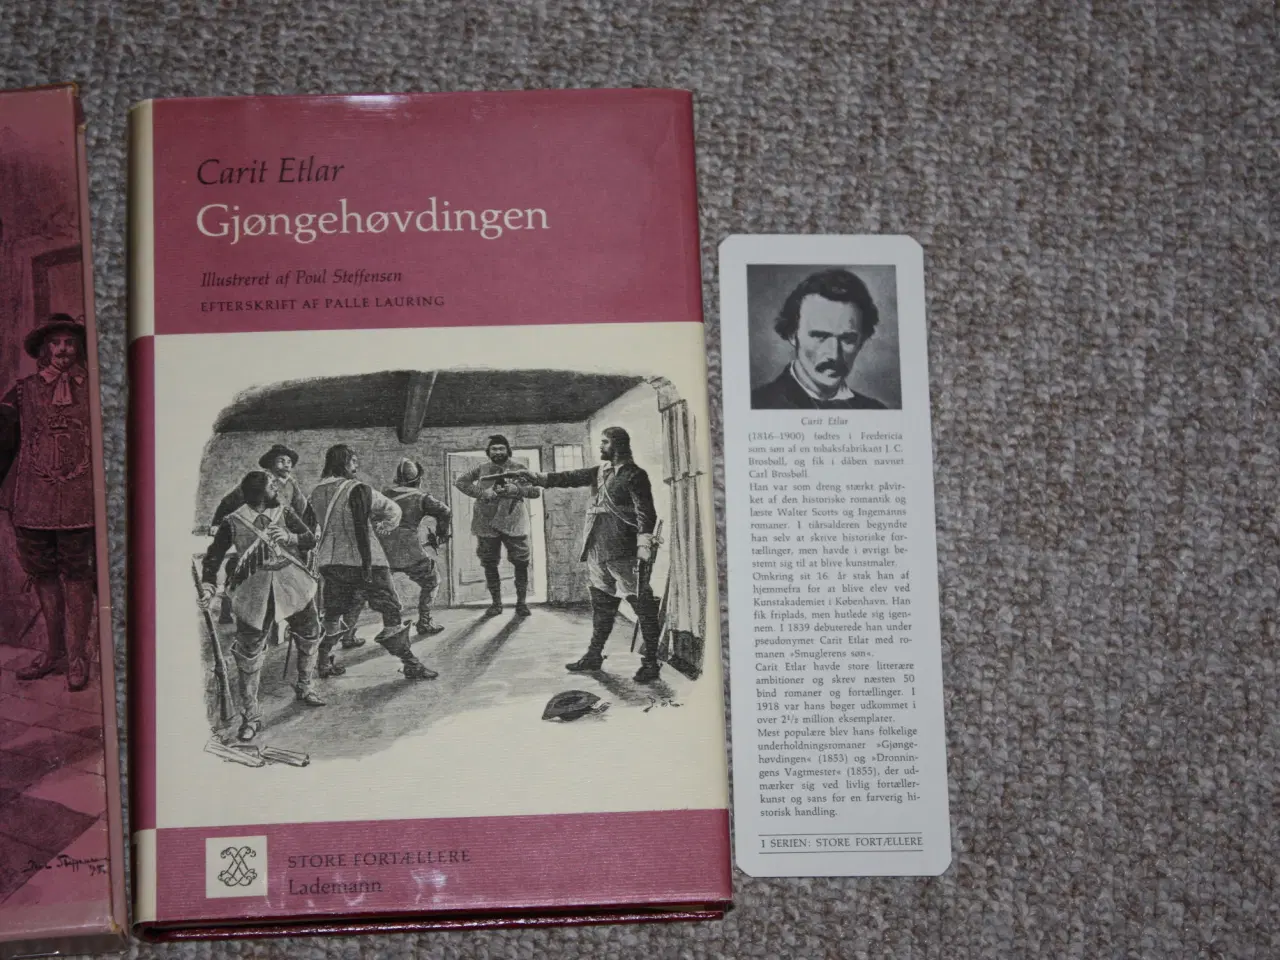 Carit Etlar
Gjøngehøvdingen
Illustreret af Poul Steffensen
EFTERSKRIFT AF PALLE LAURING
STORE FORTÆLLERE
Lademann
Carit Etlar
(1816–1900) fødtes i Fredericia
som søn af en tobaksfabrikant J. C.
Brosbøll, og fik i dåben navnet
Carl Brosbøll.
Han var som dreng stærkt påvir-
ket af den historiske romantik og
læste Walter Scotts og Ingemanns
romaner. I tiårsalderen begyndte
han selv at skrive historiske for-
tællinger, men havde i øvrigt be-
stemt sig til at blive kunstmaler.
Omkring sit 16. år stak han af
hjemmefra for at blive elev ved
Kunstakademiet i København. Han
fik friplads, men hutlede sig igen-
nem. I 1839 debuterede han under
pseudonymet Carit Etlar med ro-
manen »Smuglerens søn«.
Carit Etlar havde store litterære
ambitioner og skrev næsten 50
bind romaner og fortællinger. I
1918 var hans bøger udkommet i
over 2¹/₂ million eksemplater.
Mest populære blev hans folkelige
underholdningsromaner »Gjønge-
høvdingen« (1853) og »Dronnin-
gens Vagtmester« (1855), der ud-
mærker sig ved livlig fortæller-
kunst og sans for en farverig hi-
storisk handling.
I SERIEN: STORE FORTÆLLERE